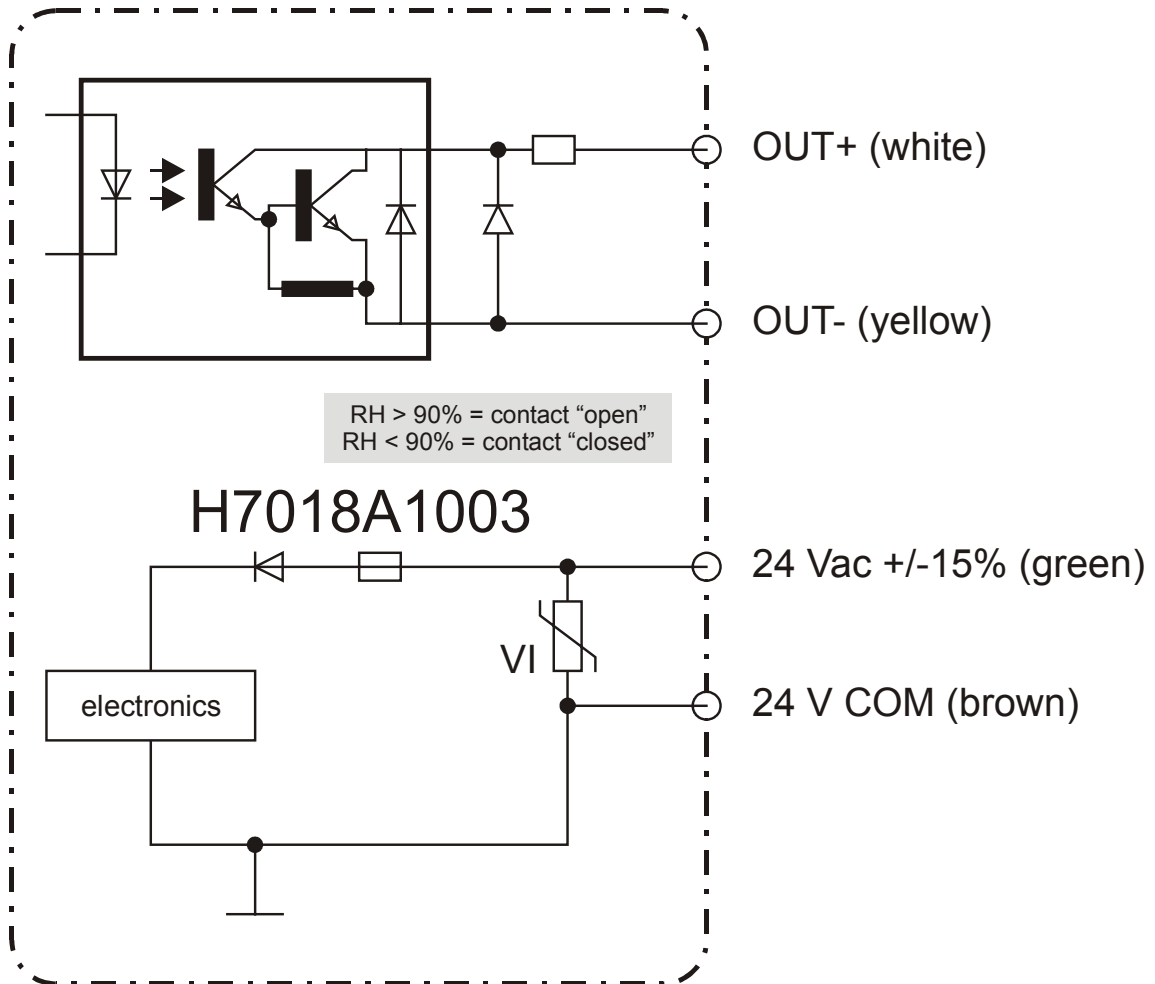 OUT+ (white)
OUT- (yellow)
RH > 90% = contact “open”
RH < 90% = contact “closed”
H7018A1003
24 Vac +/-15% (green)
VI
electronics
24 V COM (brown)